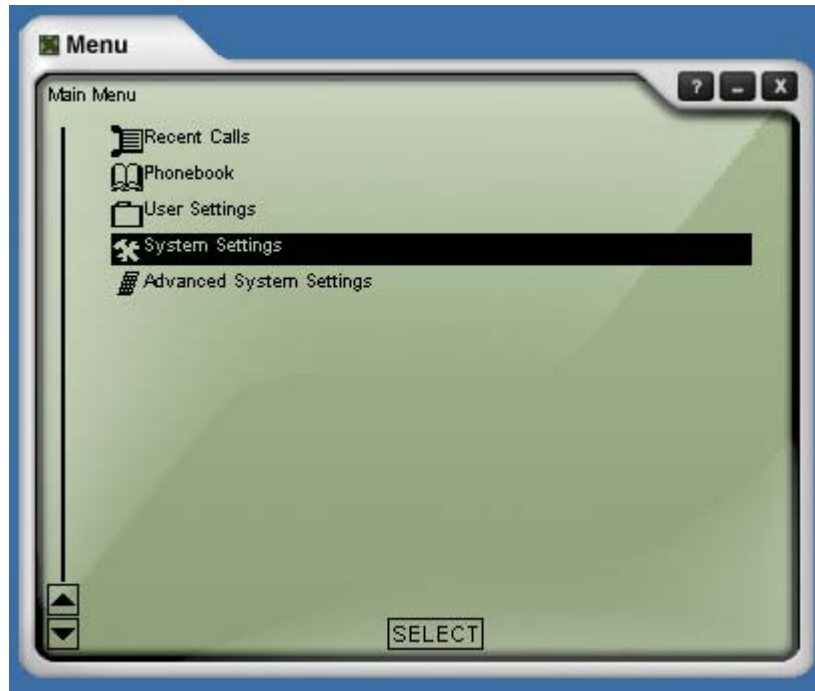 Menu
Main Menu
? - X
Recent Calls
Phonebook
User Settings
System Settings
Advanced System Settings
SELECT